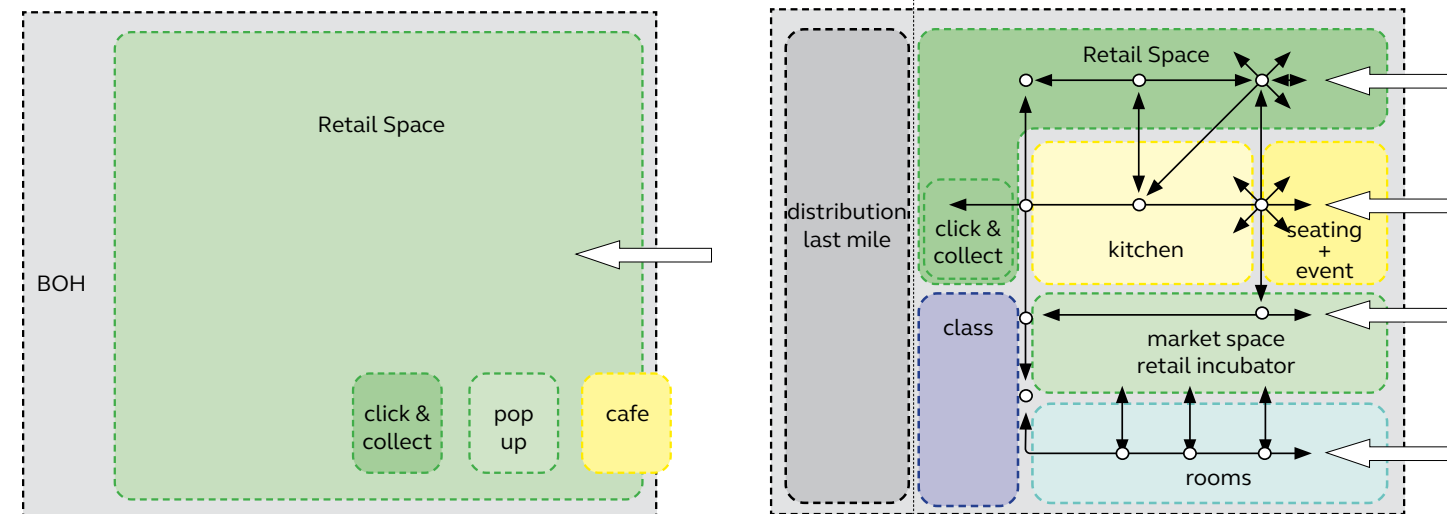 Retail Space
BOH
click &
collect
pop
up
cafe
Retail Space
distribution
last mile
click &
collect
kitchen
seating
+
event
class
market space
retail incubator
rooms